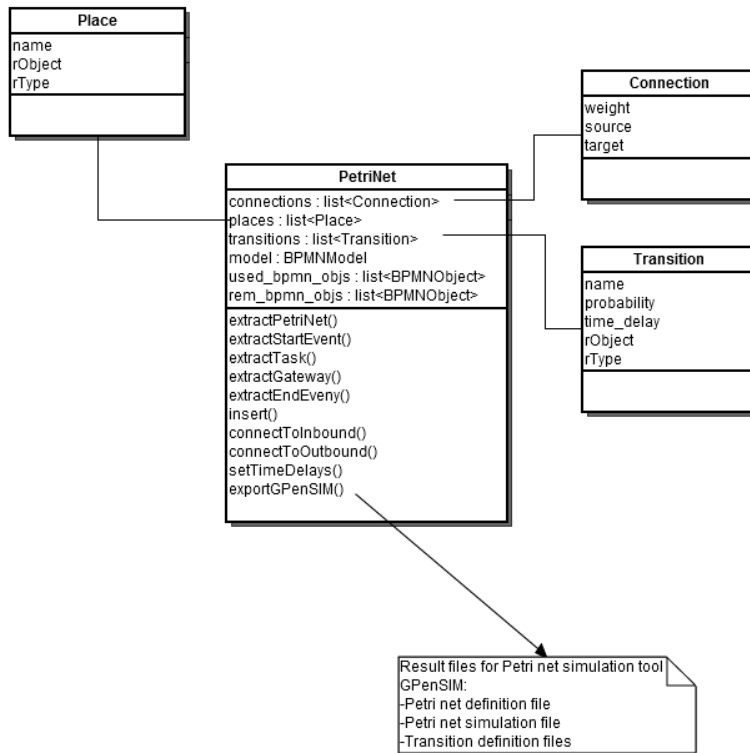 Place
name
rObject
rType
Connection
weight
source
target
PetriNet
connections : list<Connection>
places : list<Place>
transitions : list<Transition>
model : BPMNModel
used_bpmn_objs : list<BPMNObject>
rem_bpmn_objs : list<BPMNObject>
extractPetriNet()
extractStartEvent()
extractTask()
extractGateway()
extractEndEveny()
insert()
connectToInbound()
connectToOutbound()
setTimeDelays()
exportGPenSIM()
Transition
name
probability
time_delay
rObject
rType
Result files for Petri net simulation tool
GPenSIM:
-Petri net definition file
-Petri net simulation file
-Transition definition files